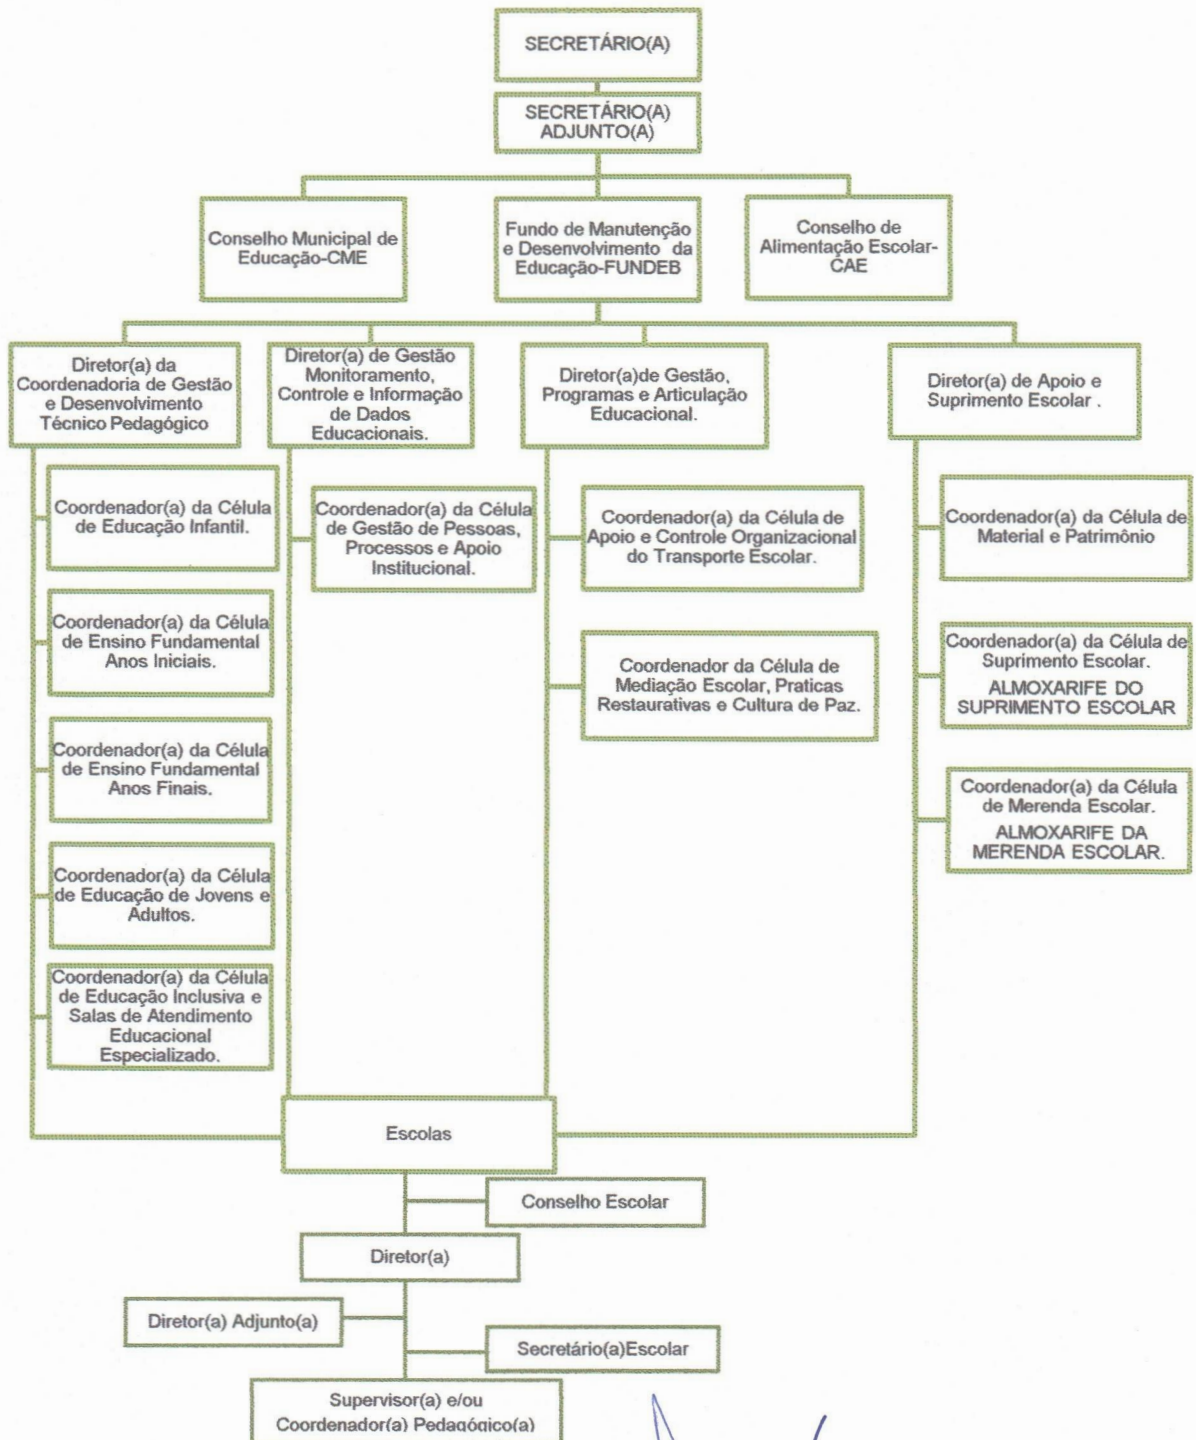 SECRETÁRIO(A)
SECRETÁRIO(A)
ADJUNTO(A)
Conselho Municipal de
Educação-CME
Fundo de Manutenção
e Desenvolvimento da
Educação-FUNDEB
Conselho de
Alimentação Escolar-
CAE
Diretor(a) da
Coordenadoria de Gestão
e Desenvolvimento
Técnico Pedagógico
Diretor(a) de Gestão
Monitoramento,
Controle e Informação
de Dados
Educacionais.
Diretor(a)de Gestão,
Programas e Articulação
Educacional.
Diretor(a) de Apoio e
Suprimento Escolar .
Coordenador(a) da Célula
de Educação Infantil.
Coordenador(a) da Célula
de Ensino Fundamental
Anos Iniciais.
Coordenador(a) da Célula
de Ensino Fundamental
Anos Finais.
Coordenador(a) da Célula
de Educação de Jovens e
Adultos.
Coordenador(a) da Célula
de Educação Inclusiva e
Salas de Atendimento
Educacional
Especializado.
Coordenador(a) da Célula
de Gestão de Pessoas,
Processos e Apoio
Institucional.
Coordenador(a) da Célula de
Apoio e Controle Organizacional
do Transporte Escolar.
Coordenador da Célula de
Mediação Escolar, Praticas
Restaurativas e Cultura de Paz.
Coordenador(a) da Célula de
Material e Patrimônio
Coordenador(a) da Célula de
Suprimento Escolar.
ALMOXARIFE DO
SUPRIMENTO ESCOLAR
Coordenador(a) da Célula
de Merenda Escolar.
ALMOXARIFE DA
MERENDA ESCOLAR.
Escolas
Conselho Escolar
Diretor(a)
Diretor(a) Adjunto(a)
Secretário(a)Escolar
Supervisor(a) e/ou
Coordenador(a) Pedagógico(a)